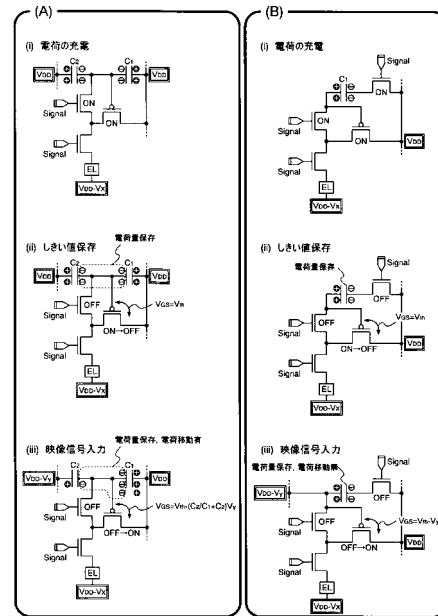 (A)
(i) 電荷の充電
VDD
C2
C1
VDD
ON
Signal
ON
Signal
EL
VDD-VX
(ii) しきい値保存
電荷量保存
VDD
C2
C1
VDD
OFF
VGS=Vth
Signal
ON→OFF
Signal
EL
VDD-VX
(iii) 映像信号入力
電荷量保存, 電荷移動有
VDD-Vy
C2
C1
VDD
OFF
VGS=Vth-(C2/C1+C2)Vy
Signal
OFF→ON
Signal
EL
VDD-VX
(B)
(i) 電荷の充電
Signal
C1
ON
ON
Signal
ON
VDD
Signal
EL
VDD-VX
(ii) しきい値保存
Signal
電荷量保存
OFF
OFF
VGS=Vth
Signal
ON→OFF
VDD
Signal
EL
VDD-VX
(iii) 映像信号入力
Signal
電荷量保存, 電荷移動無
VDD-Vy
OFF
OFF
VGS=Vth-Vy
Signal
OFF→ON
VDD
Signal
EL
VDD-VX